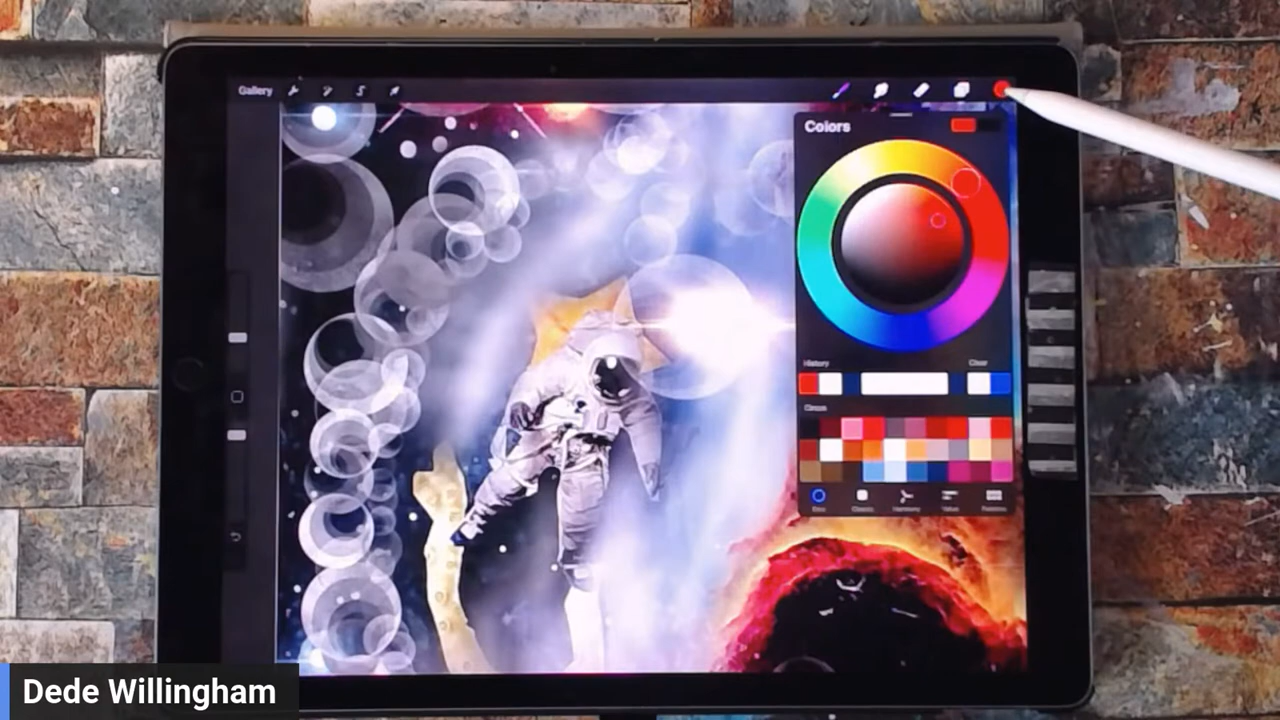 Gallery
Colors
History
Clear
Disc
Classic
Harmony
Value
Palettes
Dede Willingham